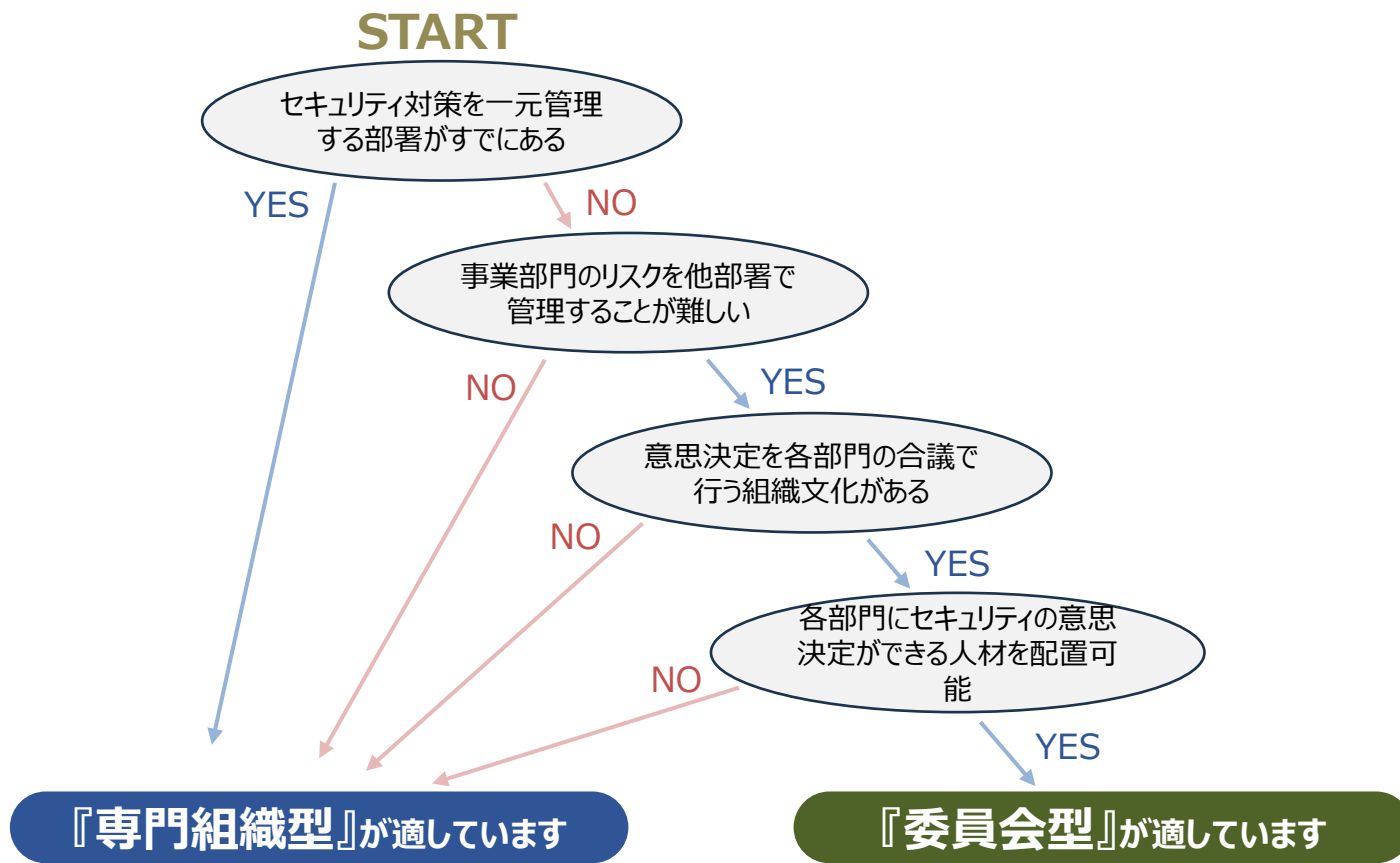 START
セキュリティ対策を一元管理
する部署がすでにある
YES
NO
事業部門のリスクを他部署で
管理することが難しい
NO
YES
意思決定を各部門の合議で
行う組織文化がある
NO
YES
各部門にセキュリティの意思
決定ができる人材を配置可
能
NO
YES
『専門組織型』が適しています
『委員会型』が適しています